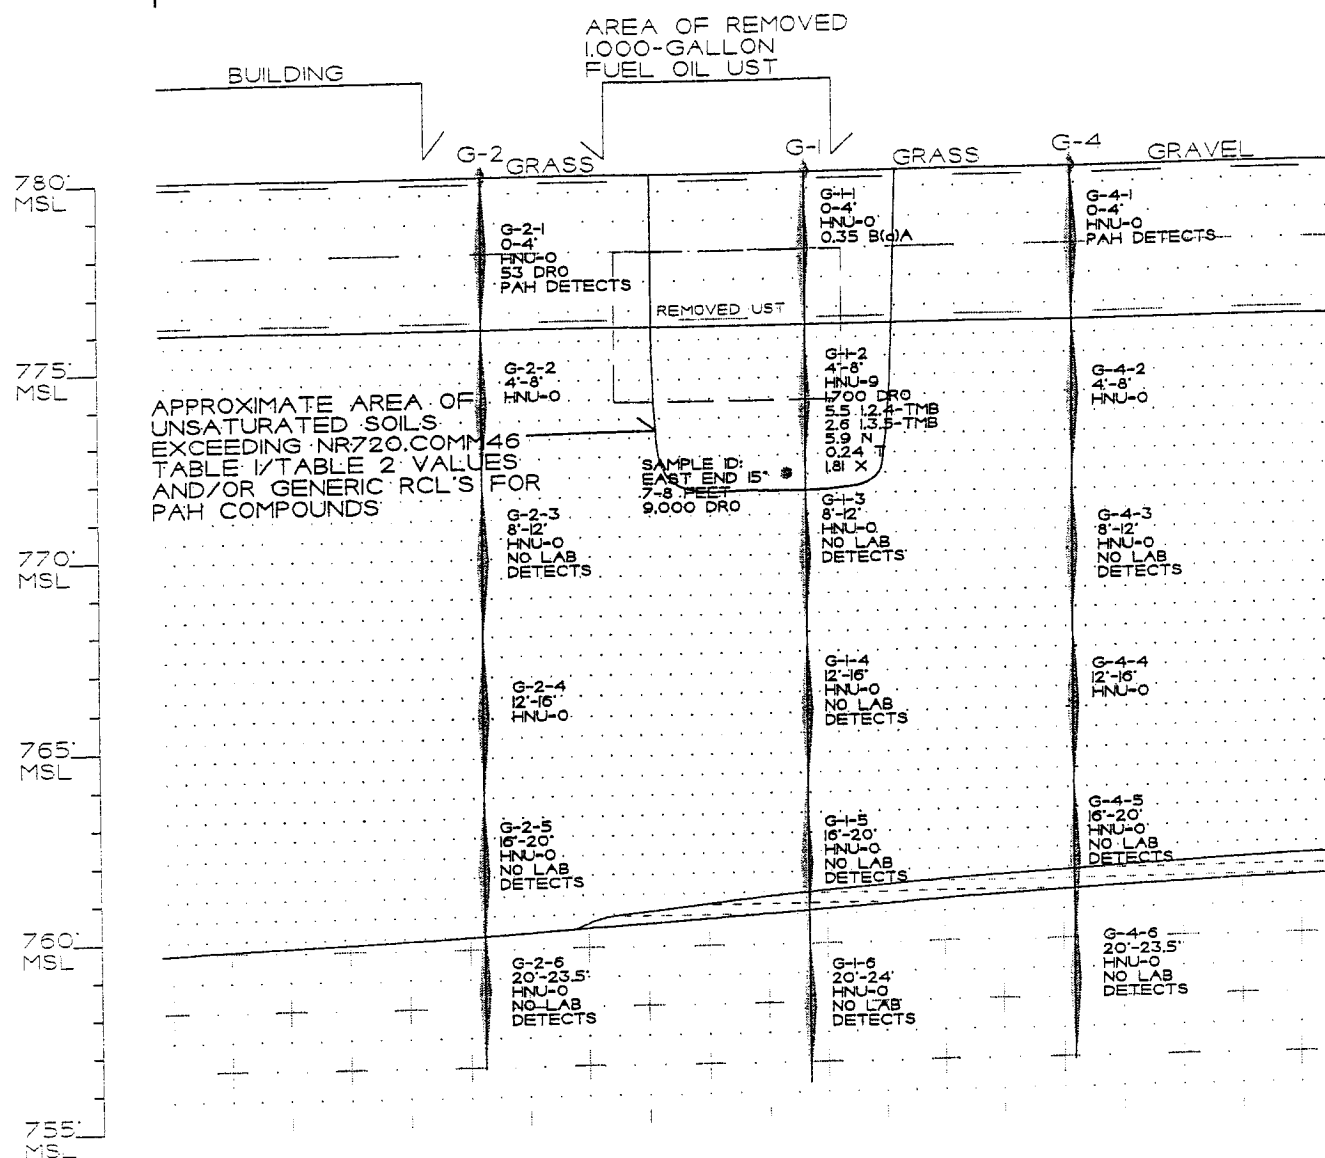 AREA OF REMOVED
1,000-GALLON
FUEL OIL UST
BUILDING
G-2
GRASS
G-1
GRASS
G-4
GRAVEL
780'
MSL
775'
MSL
770'
MSL
765'
MSL
760'
MSL
755'
MSL
G-2-1
0-4'
HNU-0
53 DRO
PAH DETECTS
G-1-1
0-4'
HNU-0
0.35 B(a)A
G-4-1
0-4'
HNU-0
PAH DETECTS
REMOVED UST
G-2-2
4'-8'
HNU-0
G-1-2
4'-8'
HNU-9
1,700 DRO
5.5 1,2,4-TMB
2.6 1,3,5-TMB
5.9 N
0.24 T
1.81 X
G-4-2
4'-8'
HNU-0
APPROXIMATE AREA OF
UNSATURATED SOILS
EXCEEDING NR720,COMM46
TABLE 1/TABLE 2 VALUES
AND/OR GENERIC RCL'S FOR
PAH COMPOUNDS
SAMPLE ID:
EAST END 15"
7-8 FEET
9,000 DRO
G-2-3
8'-12'
HNU-0
NO LAB
DETECTS
G-1-3
8'-12'
HNU-0
NO LAB
DETECTS
G-4-3
8'-12'
HNU-0
NO LAB
DETECTS
G-2-4
12'-16'
HNU-0
G-1-4
12'-16'
HNU-0
NO LAB
DETECTS
G-4-4
12'-16'
HNU-0
G-2-5
16'-20'
HNU-0
NO LAB
DETECTS
G-1-5
16'-20'
HNU-0
NO LAB
DETECTS
G-4-5
16'-20'
HNU-0
NO LAB
DETECTS
G-2-6
20'-23.5'
HNU-0
NO LAB
DETECTS
G-1-6
20'-24'
HNU-0
NO LAB
DETECTS
G-4-6
20'-23.5'
HNU-0
NO LAB
DETECTS